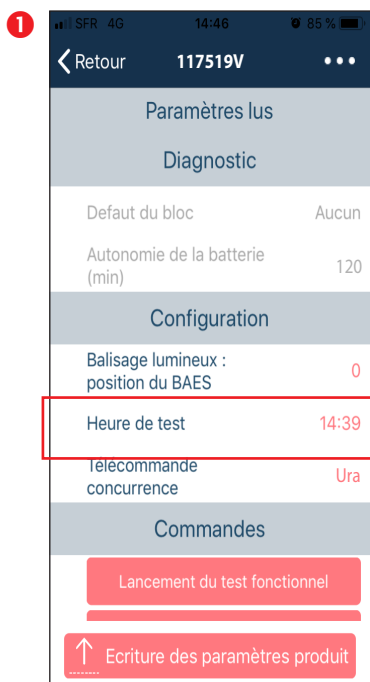 1
SFR 4G 14:46 85 %
Retour 117519V •••
Paramètres lus
Diagnostic
Defaut du bloc Aucun
Autonomie de la batterie
(min) 120
Configuration
Balisage lumineux :
position du BAES 0
Heure de test 14:39
Télécommande
concurrence Ura
Commandes
Lancement du test fonctionnel
Ecriture des paramètres produit